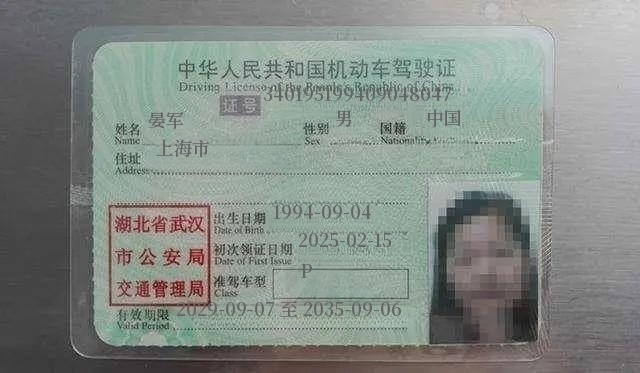 中华人民共和国机动车驾驶证
Driving License of the People's Republic of China
证号 340195199409048047
姓名 晏军 性别 男 国籍 中国
Name Sex Nationality
住址 上海市
Address
湖北省武汉
市公安局
交通管理局
出生日期 1994-09-04
Date of Birth
初次领证日期 2025-02-15
Date of First Issue
准驾车型 P
Class
有效期限 2029-09-07 至 2035-09-06
Valid Period